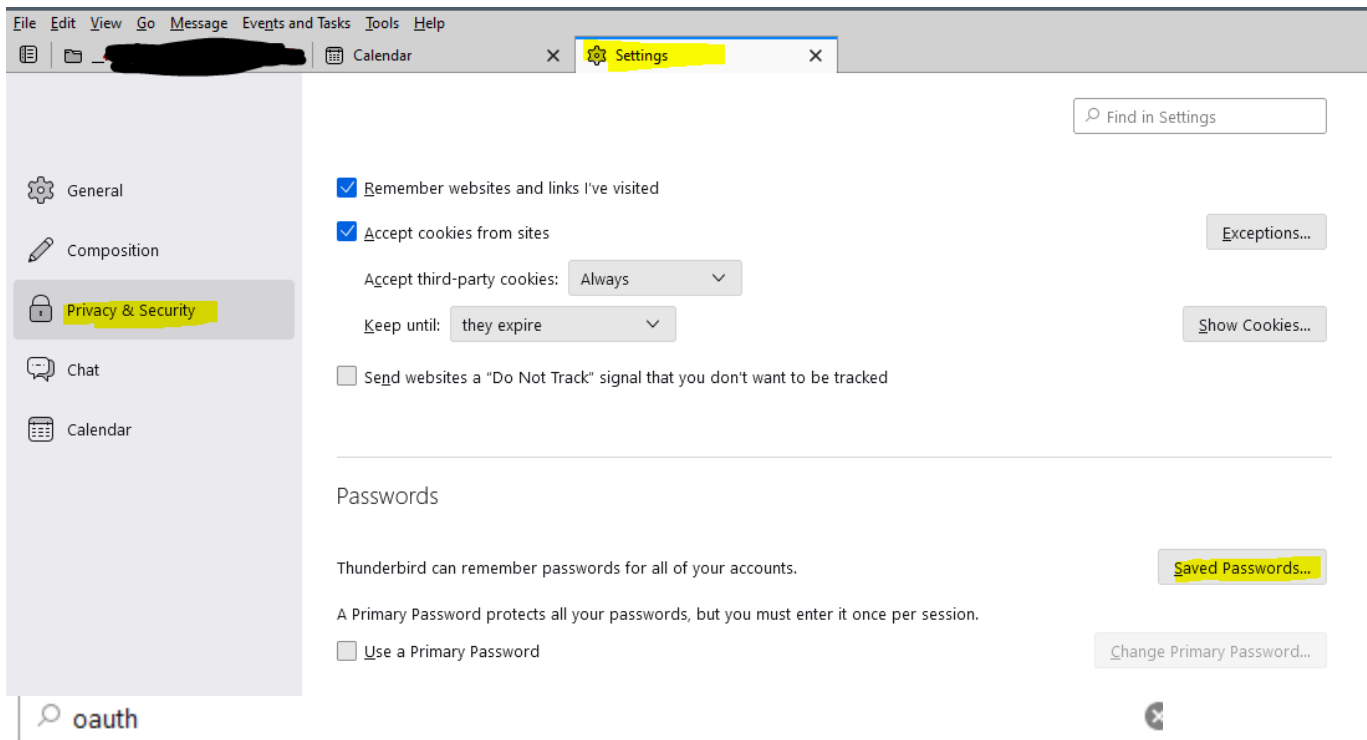 File Edit View Go Message Events and Tasks Tools Help
Calendar Settings
Find in Settings
General
Remember websites and links I've visited
Accept cookies from sites Exceptions...
Composition
Accept third-party cookies: Always
Privacy & Security
Keep until: they expire Show Cookies...
Chat
Send websites a “Do Not Track” signal that you don't want to be tracked
Calendar
Passwords
Thunderbird can remember passwords for all of your accounts. Saved Passwords...
A Primary Password protects all your passwords, but you must enter it once per session.
Use a Primary Password Change Primary Password...
oauth